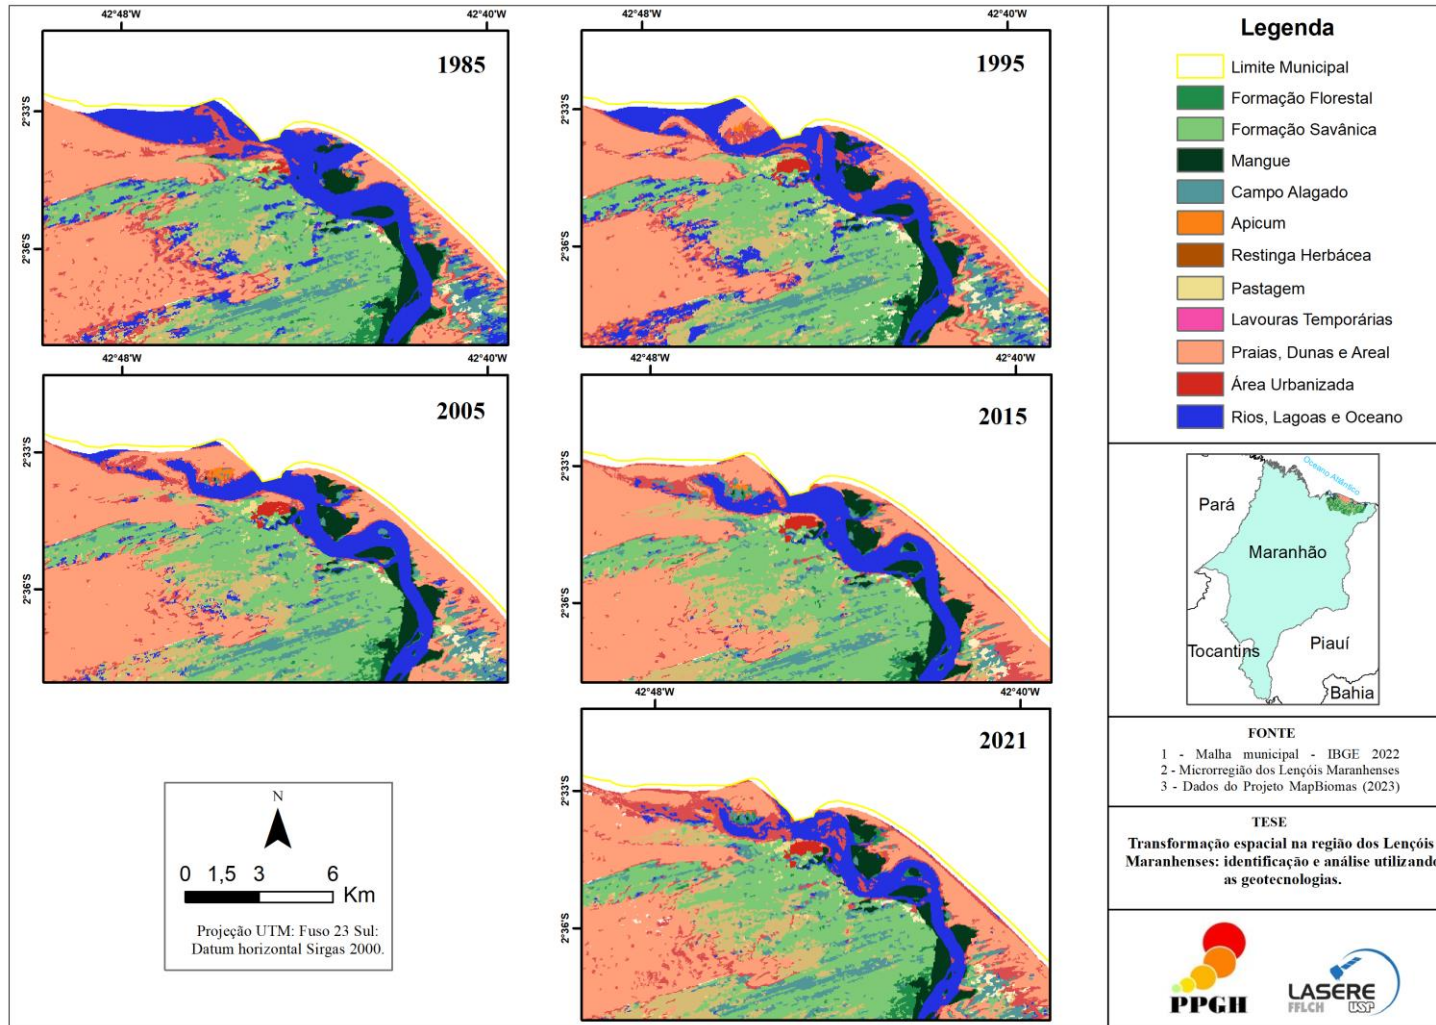 42°48'W
42°40'W
42°48'W
42°40'W
1985
1995
2°33'S
2°36'S
2°33'S
2°36'S
42°48'W
42°40'W
42°48'W
42°40'W
2005
2015
2°33'S
2°36'S
2°33'S
2°36'S
42°48'W
42°40'W
2021
2°33'S
2°36'S
N
0 1,5 3 6
Km
Projeção UTM: Fuso 23 Sul:
Datum horizontal Sirgas 2000.
Legenda
Limite Municipal
Formação Florestal
Formação Savânica
Mangue
Campo Alagado
Apicum
Restinga Herbácea
Pastagem
Lavouras Temporárias
Praias, Dunas e Areal
Área Urbanizada
Rios, Lagoas e Oceano
Oceano Atlântico
Pará
Maranhão
Tocantins
Piauí
Bahia
FONTE
1 - Malha municipal - IBGE 2022
2 - Microrregião dos Lençóis Maranhenses
3 - Dados do Projeto MapBiomas (2023)
TESE
Transformação espacial na região dos Lençóis
Maranhenses: identificação e análise utilizando
as geotecnologias.
PPGH
LASERE
FFLCH USP